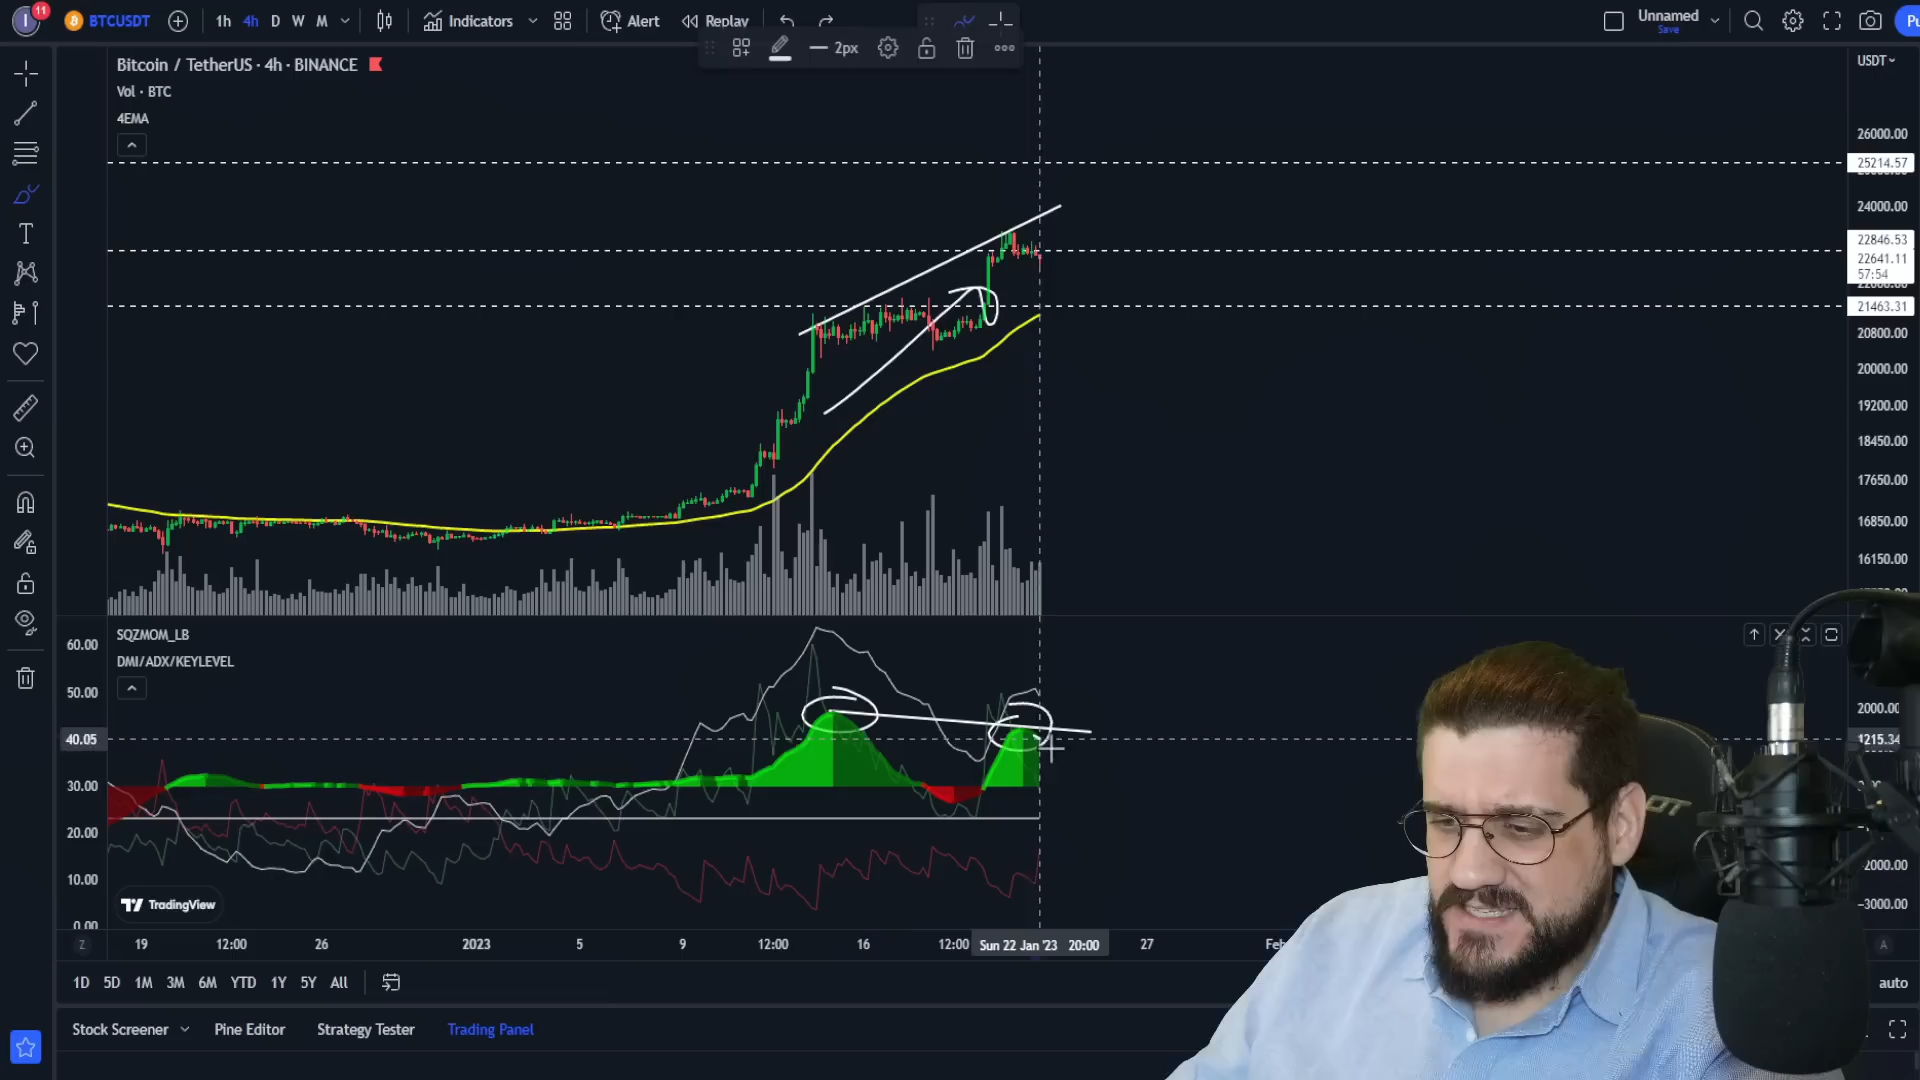 I 11 BTCUSDT 1h 4h D W M Indicators Alert Replay Unnamed
Save
2px
Bitcoin / TetherUS · 4h · BINANCE
Vol · BTC
4EMA
USDT
26000.00
25214.57
24000.00
22846.53
22641.11
57:54
21463.31
20800.00
20000.00
19200.00
18450.00
17650.00
16850.00
16150.00
SQZMOM_LB
DMI/ADX/KEYLEVEL
60.00
50.00
40.05
30.00
20.00
10.00
0.00
2000.00
1215.34
-2000.00
-3000.00
TradingView
Z 19 12:00 26 2023 5 9 12:00 16 12:00 Sun 22 Jan '23 20:00 27 Feb A
1D 5D 1M 3M 6M YTD 1Y 5Y All auto
Stock Screener Pine Editor Strategy Tester Trading Panel